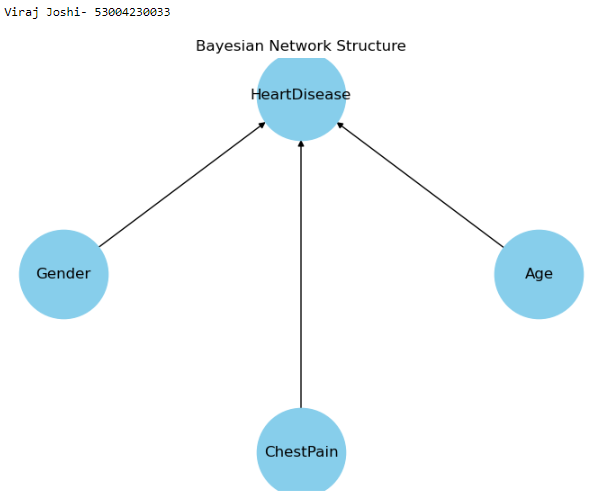 Viraj Joshi- 53004230033
Bayesian Network Structure
HeartDisease
Gender
Age
ChestPain